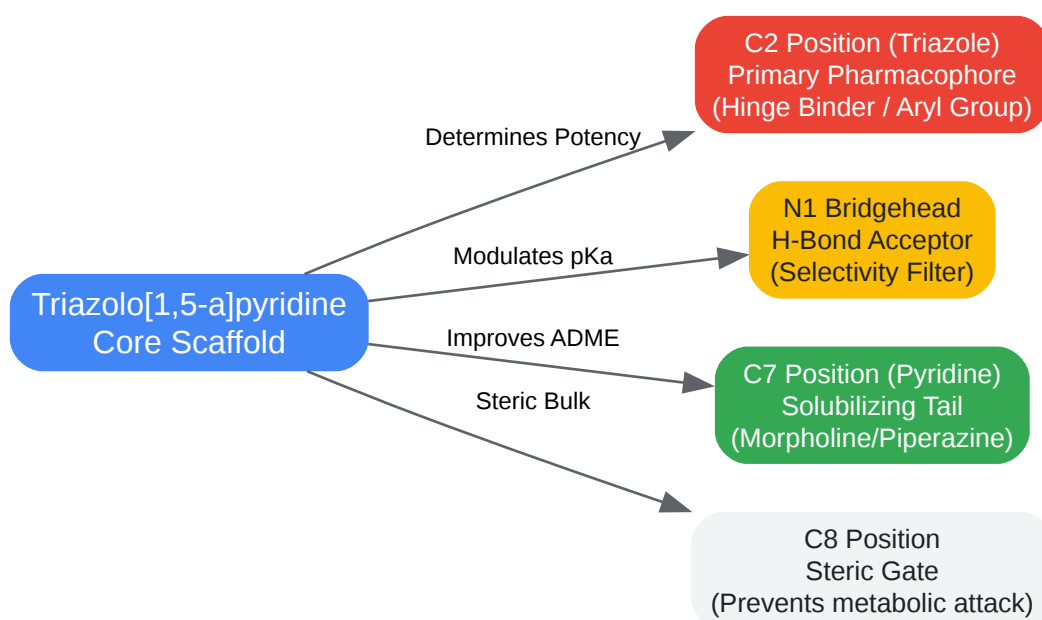 C2 Position (Triazole)
Primary Pharmacophore
(Hinge Binder / Aryl Group)
Determines Potency
N1 Bridgehead
H-Bond Acceptor
(Selectivity Filter)
Modulates pKa
Triazolo[1,5-a]pyridine
Core Scaffold
Improves ADME
C7 Position (Pyridine)
Solubilizing Tail
(Morpholine/Piperazine)
Steric Bulk
C8 Position
Steric Gate
(Prevents metabolic attack)